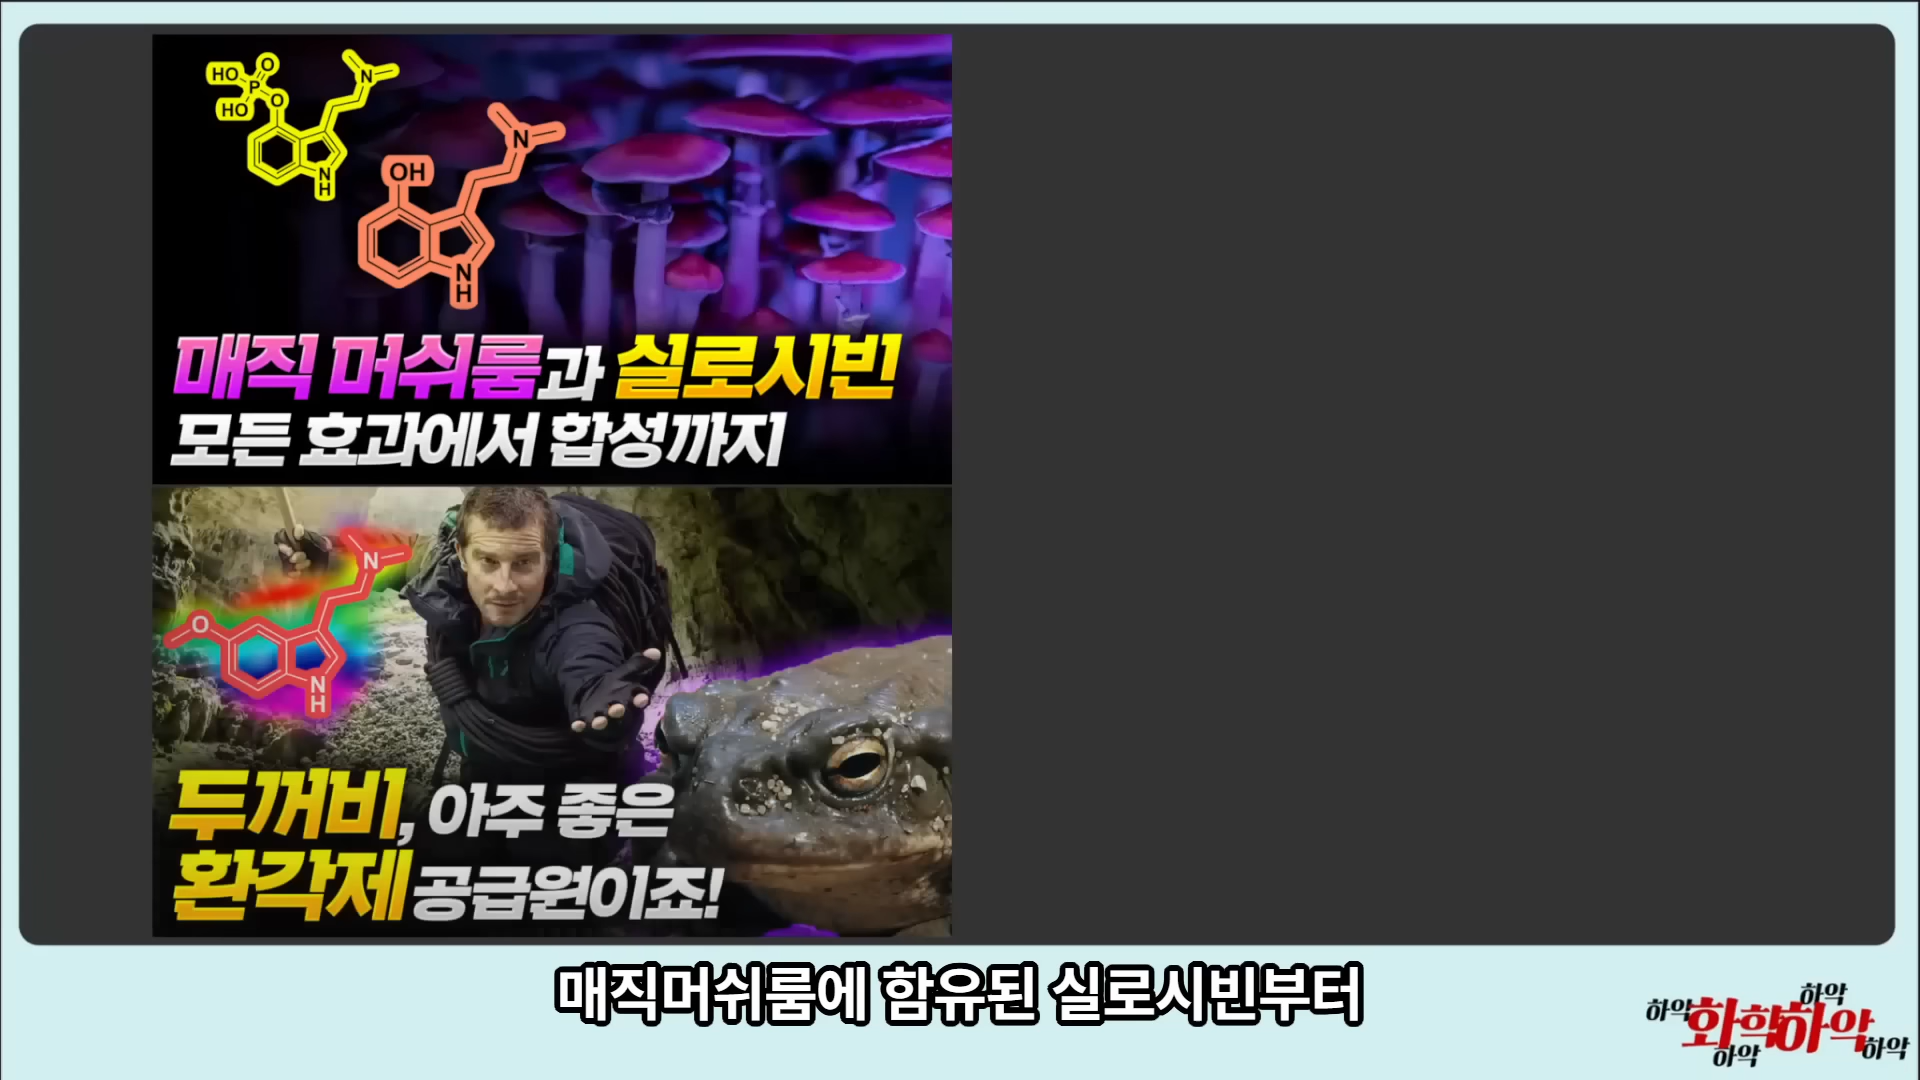 HO
O
P
HO
O
N
N
H
OH
N
N
H
매직 머쉬룸과 실로시빈
모든 효과에서 합성까지
N
O
N
H
두꺼비, 아주 좋은
환각제 공급원이죠!
매직머쉬룸에 함유된 실로시빈부터
하악
하악
화학하악
하악
하악